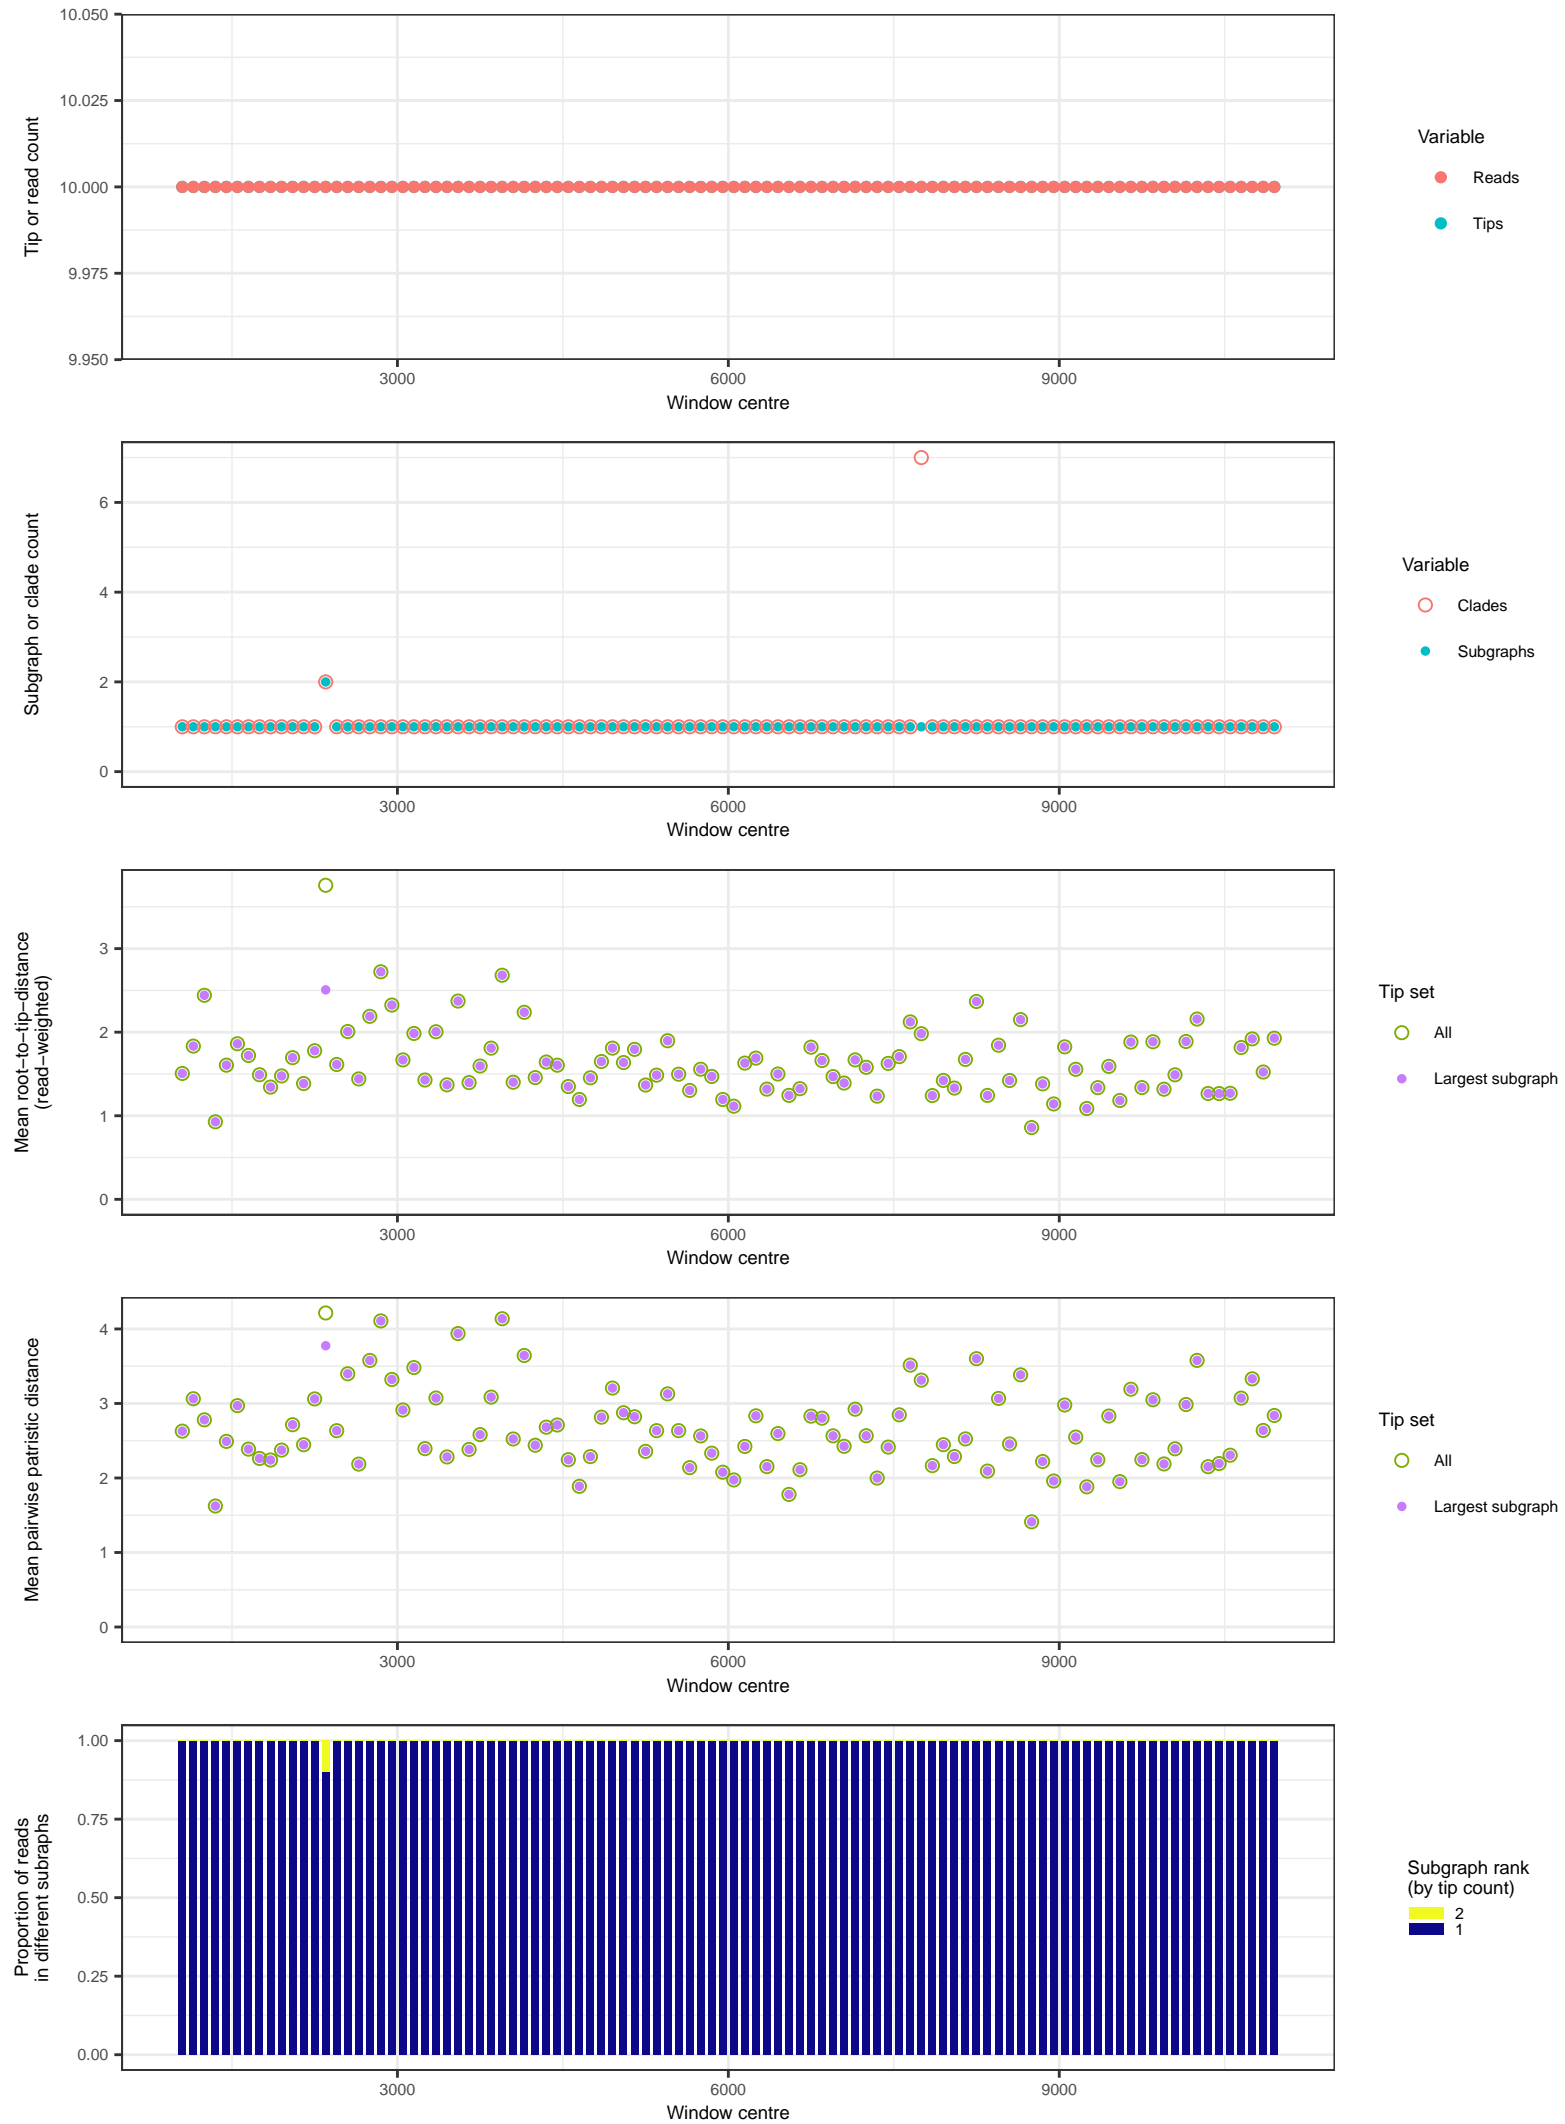 10.050
10.025
10.000
9.975
9.950
Tip or read count
3000
6000
9000
Window centre
Variable
Reads
Tips
6
4
2
0
Subgraph or clade count
3000
6000
9000
Window centre
Variable
Clades
Subgraphs
3
2
1
0
Mean root−to−tip−distance
(read−weighted)
3000
6000
9000
Window centre
Tip set
All
Largest subgraph
4
3
2
1
0
Mean pairwise patristic distance
3000
6000
9000
Window centre
Tip set
All
Largest subgraph
1.00
0.75
0.50
0.25
0.00
Proportion of reads
in different subraphs
3000
6000
9000
Window centre
Subgraph rank
(by tip count)
2
1